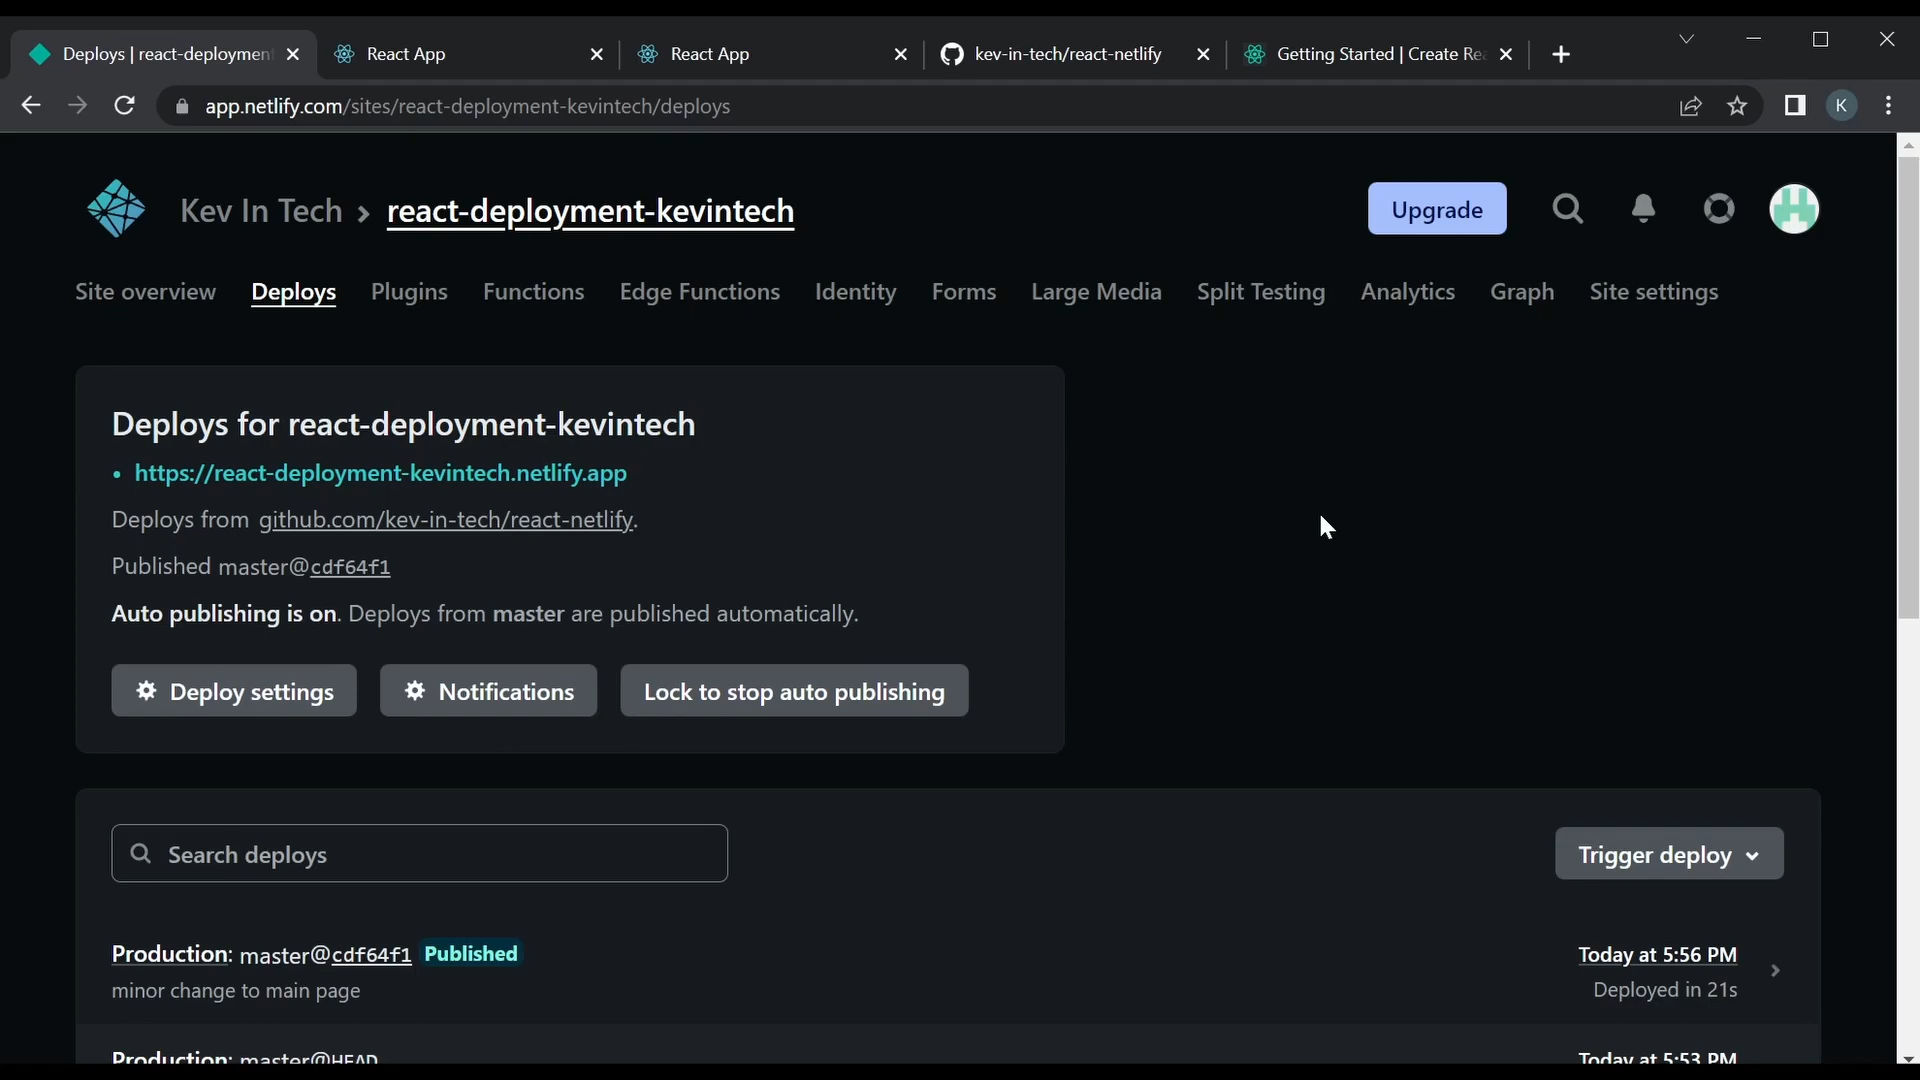 Deploys | react-deployment
React App
React App
kev-in-tech/react-netlify
Getting Started | Create Re
app.netlify.com/sites/react-deployment-kevintech/deploys
K
Kev In Tech > react-deployment-kevintech
Upgrade
Site overview Deploys Plugins Functions Edge Functions Identity Forms Large Media Split Testing Analytics Graph Site settings
Deploys for react-deployment-kevintech
• https://react-deployment-kevintech.netlify.app
Deploys from github.com/kev-in-tech/react-netlify.
Published master@cdf64f1
Auto publishing is on. Deploys from master are published automatically.
Deploy settings Notifications Lock to stop auto publishing
Search deploys
Trigger deploy
Production: master@cdf64f1 Published
Today at 5:56 PM
minor change to main page
Deployed in 21s
Production: master@HEAD
Today at 5:53 PM